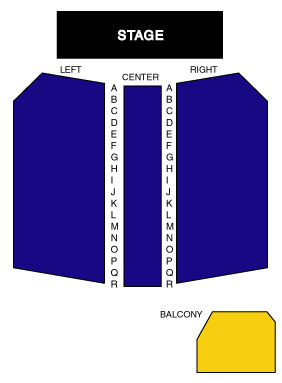 STAGE
LEFT
CENTER
RIGHT
A A
B B
C C
D D
E E
F F
G G
H H
I I
J J
K K
L L
M M
N N
O O
P P
Q Q
R R
BALCONY